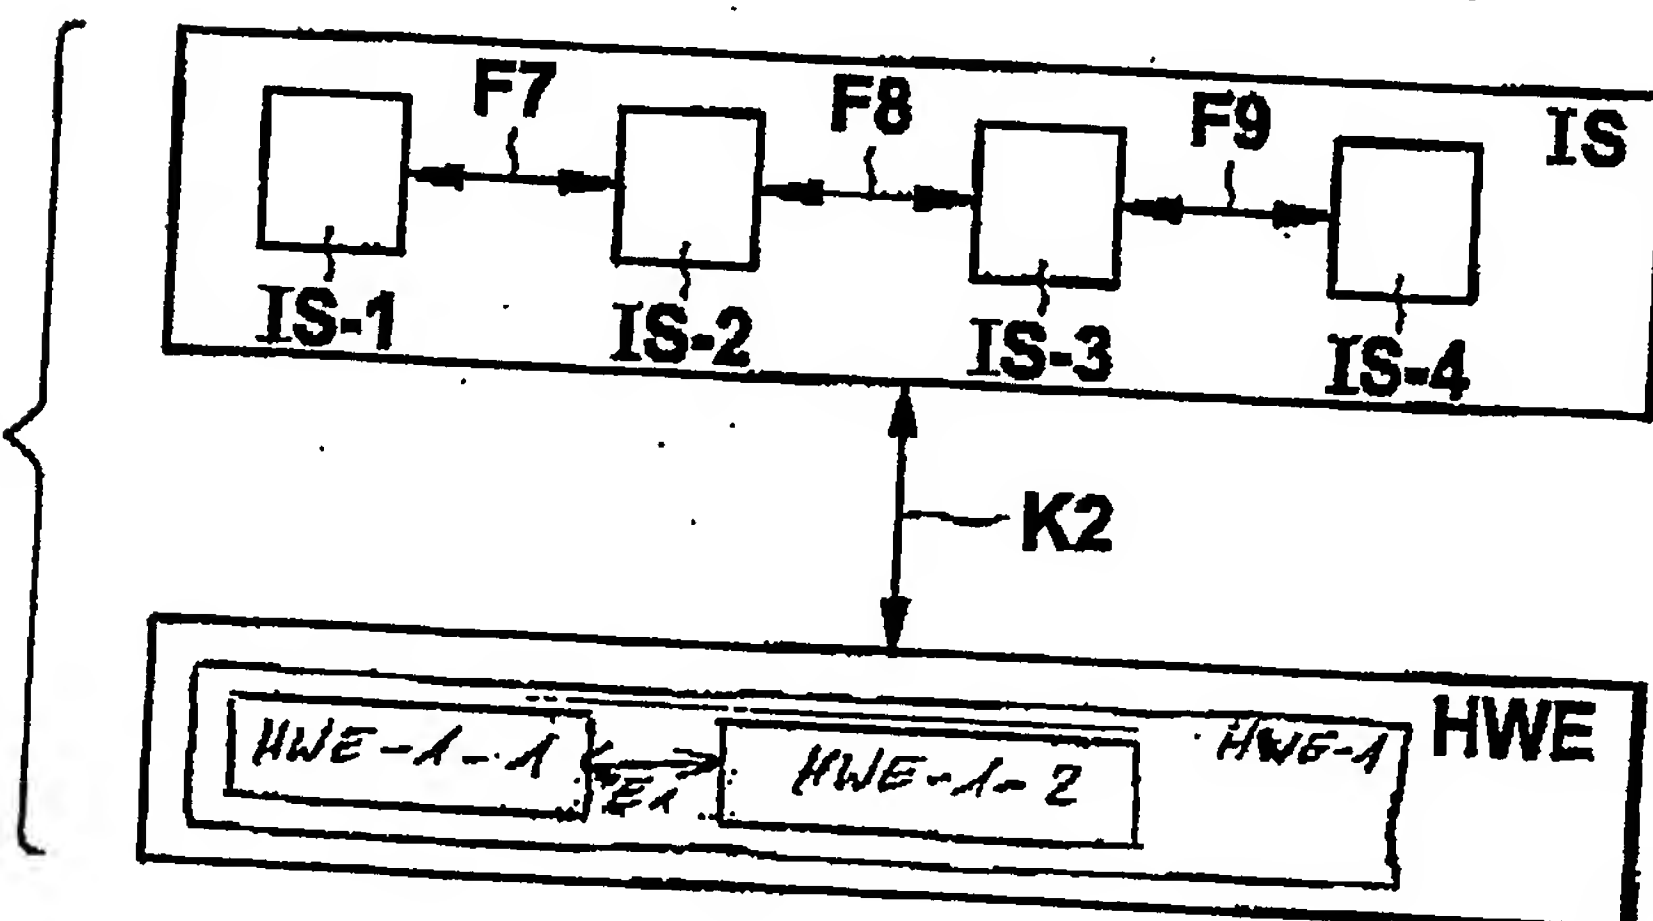 F7 F8 F9 IS
IS-1 IS-2 IS-3 IS-4
K2
HWE
HWE-1-1 HWE-1-2 HWE-1
E1